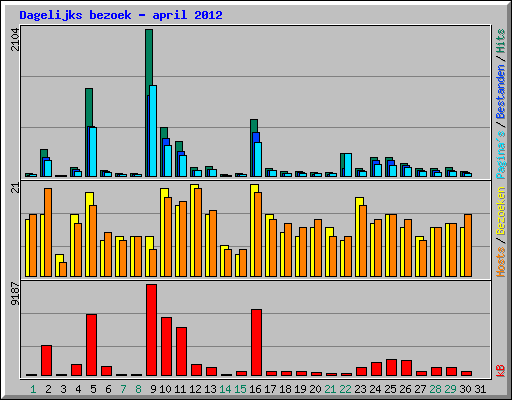 Dagelijks bezoek - april 2012
2104
21
9187
Hits
Bestanden /
Pagina's /
Bezoeken
Hosts /
kB
1 2 3 4 5 6 7 8 9 10 11 12 13 14 15 16 17 18 19 20 21 22 23 24 25 26 27 28 29 30 31